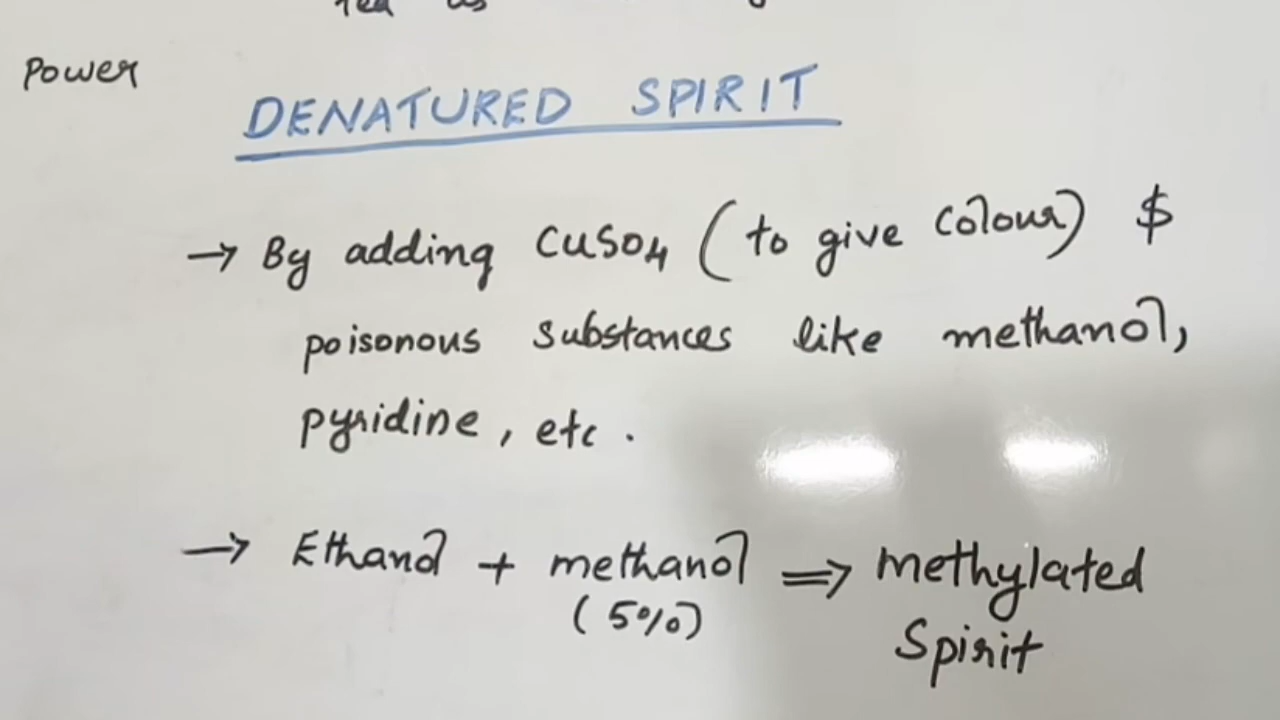 Power
DENATURED SPIRIT
→ By adding CuSO4 (to give colour) $
poisonous substances like methanol,
pyridine, etc.
→ Ethanol + methanol ⇒ Methylated
(5%) Spirit